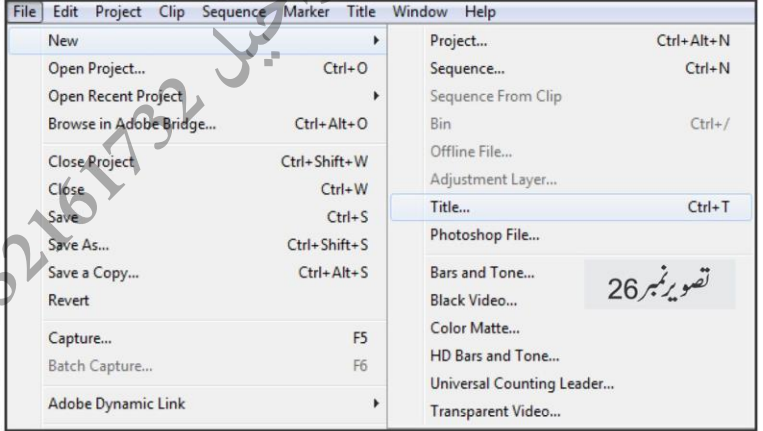 File Edit Project Clip Sequence Marker Title Window Help
New
Open Project... Ctrl+O
Open Recent Project
Browse in Adobe Bridge... Ctrl+Alt+O
Close Project Ctrl+Shift+W
Close Ctrl+W
Save Ctrl+S
Save As... Ctrl+Shift+S
Save a Copy... Ctrl+Alt+S
Revert
Capture... F5
Batch Capture... F6
Adobe Dynamic Link
Project... Ctrl+Alt+N
Sequence... Ctrl+N
Sequence From Clip
Bin Ctrl+/
Offline File...
Adjustment Layer...
Title... Ctrl+T
Photoshop File...
Bars and Tone...
Black Video...
Color Matte...
HD Bars and Tone...
Universal Counting Leader...
Transparent Video...
تصویر نمبر 26